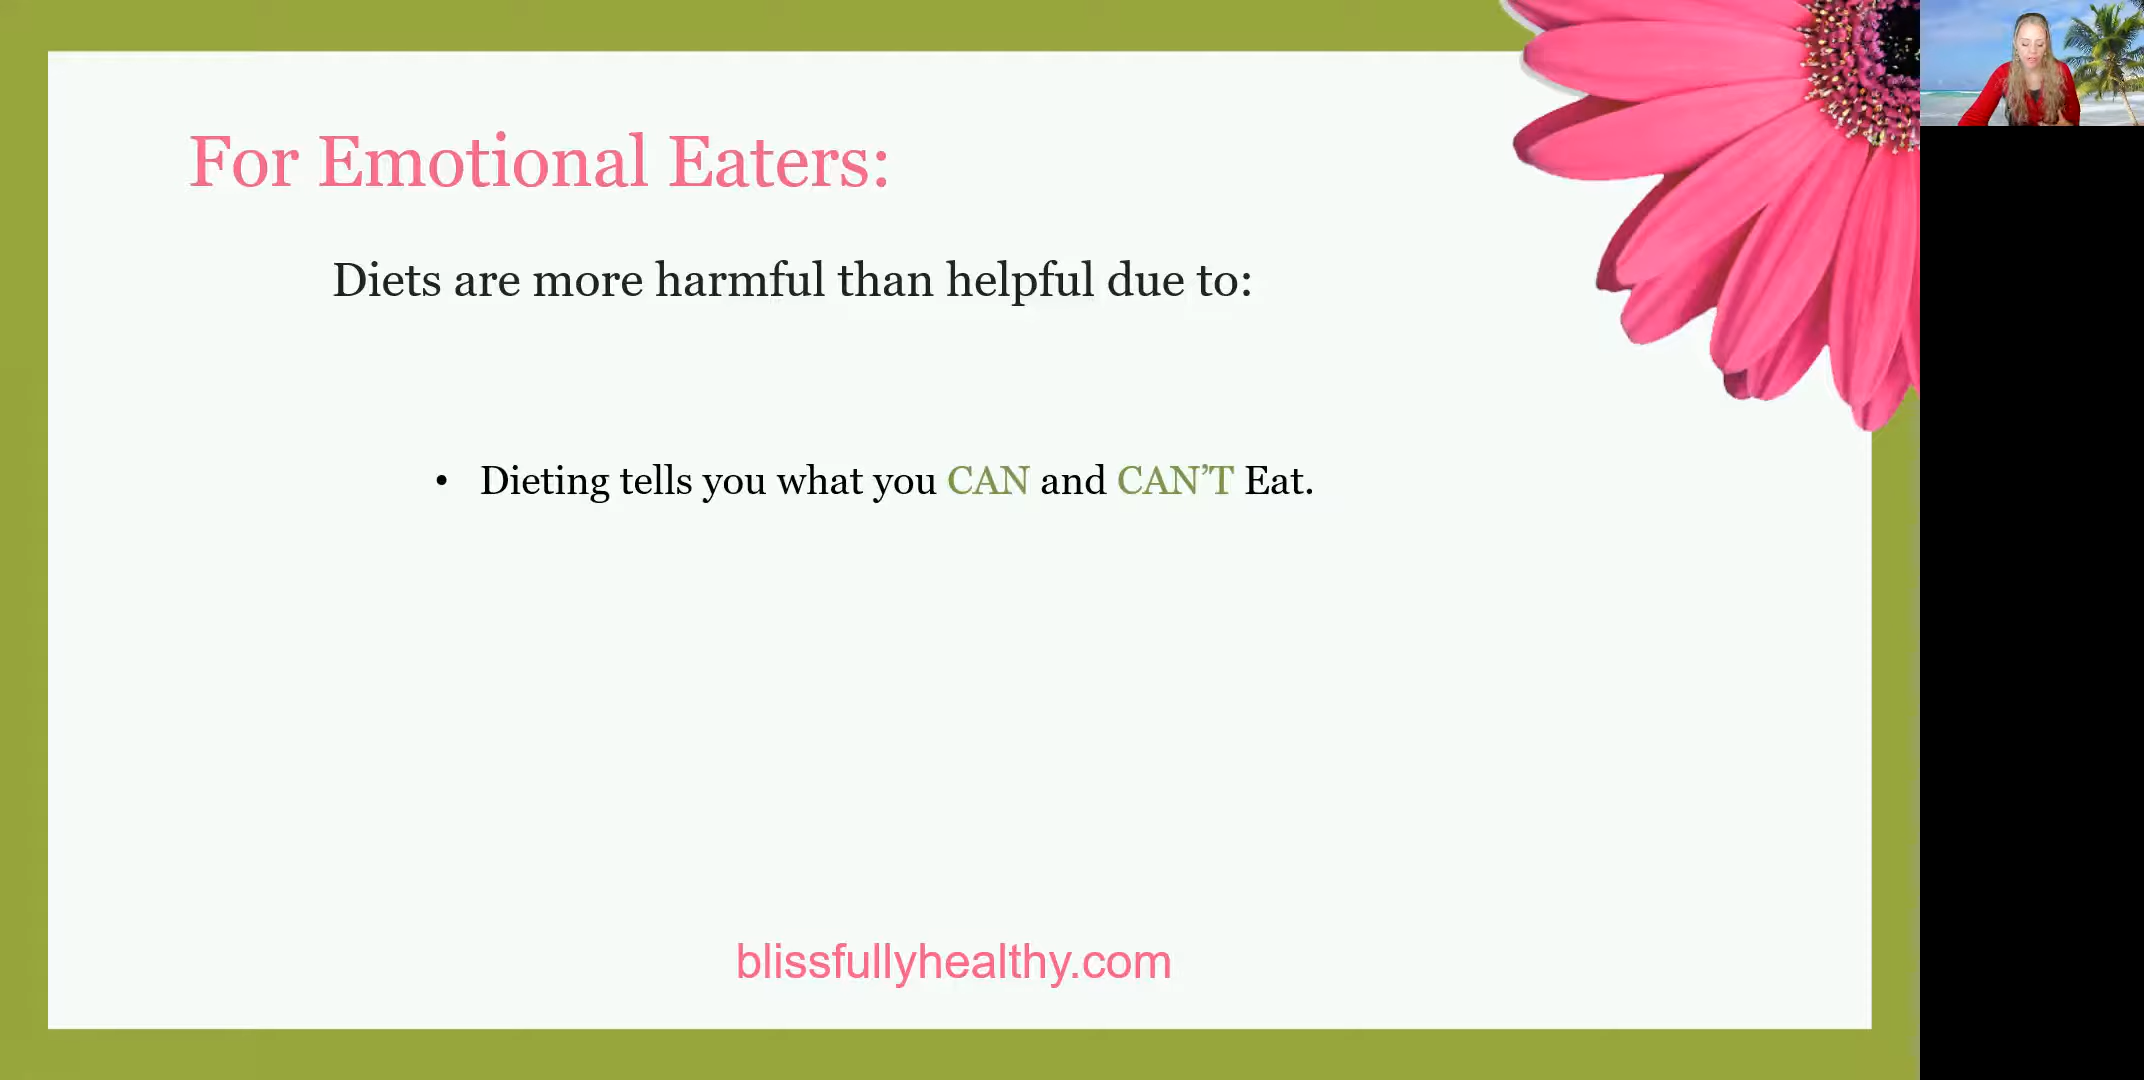 For Emotional Eaters:
Diets are more harmful than helpful due to:
• Dieting tells you what you CAN and CAN’T Eat.
blissfullyhealthy.com